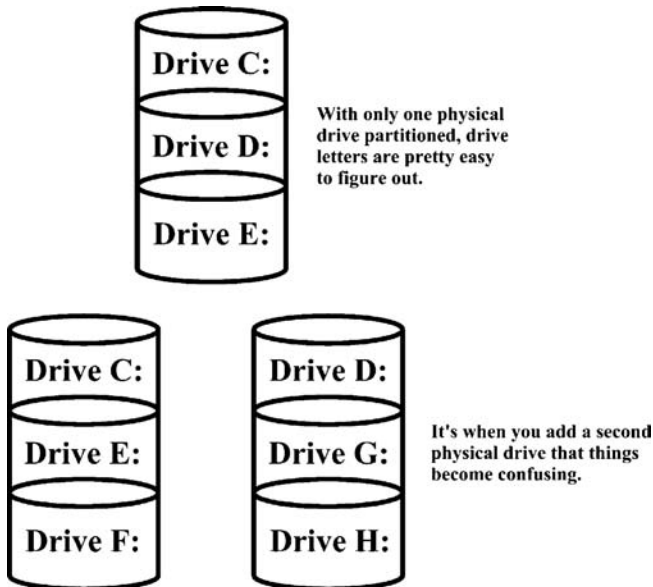 Drive C:
Drive D:
Drive E:
With only one physical
drive partitioned, drive
letters are pretty easy
to figure out.
Drive C:
Drive E:
Drive F:
Drive D:
Drive G:
Drive H:
It's when you add a second
physical drive that things
become confusing.